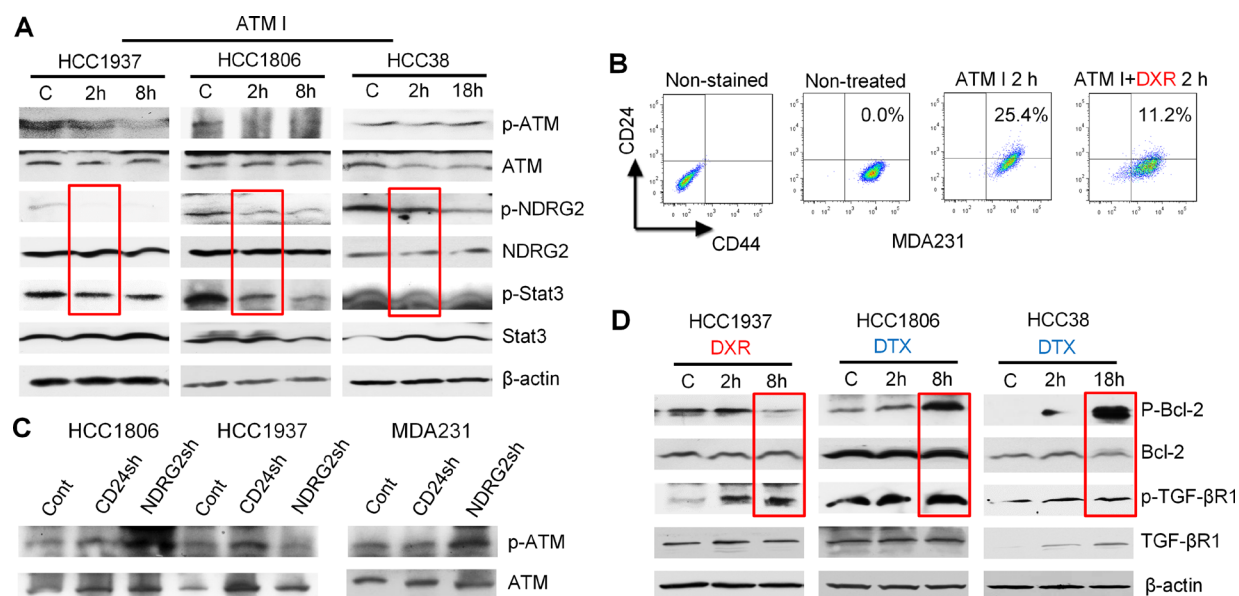 A
ATM I
HCC1937 HCC1806 HCC38
C 2h 8h C 2h 8h C 2h 18h
p-ATM
ATM
p-NDRG2
NDRG2
p-Stat3
Stat3
β-actin
B
Non-stained Non-treated ATM I 2 h ATM I+DXR 2 h
0.0% 25.4% 11.2%
CD24
CD44 MDA231
C
HCC1806 HCC1937 MDA231
Cont CD24sh NDRG2sh Cont CD24sh NDRG2sh Cont CD24sh NDRG2sh
p-ATM
ATM
D
HCC1937 HCC1806 HCC38
DXR DTX DTX
C 2h 8h C 2h 8h C 2h 18h
P-Bcl-2
Bcl-2
p-TGF-βR1
TGF-βR1
β-actin